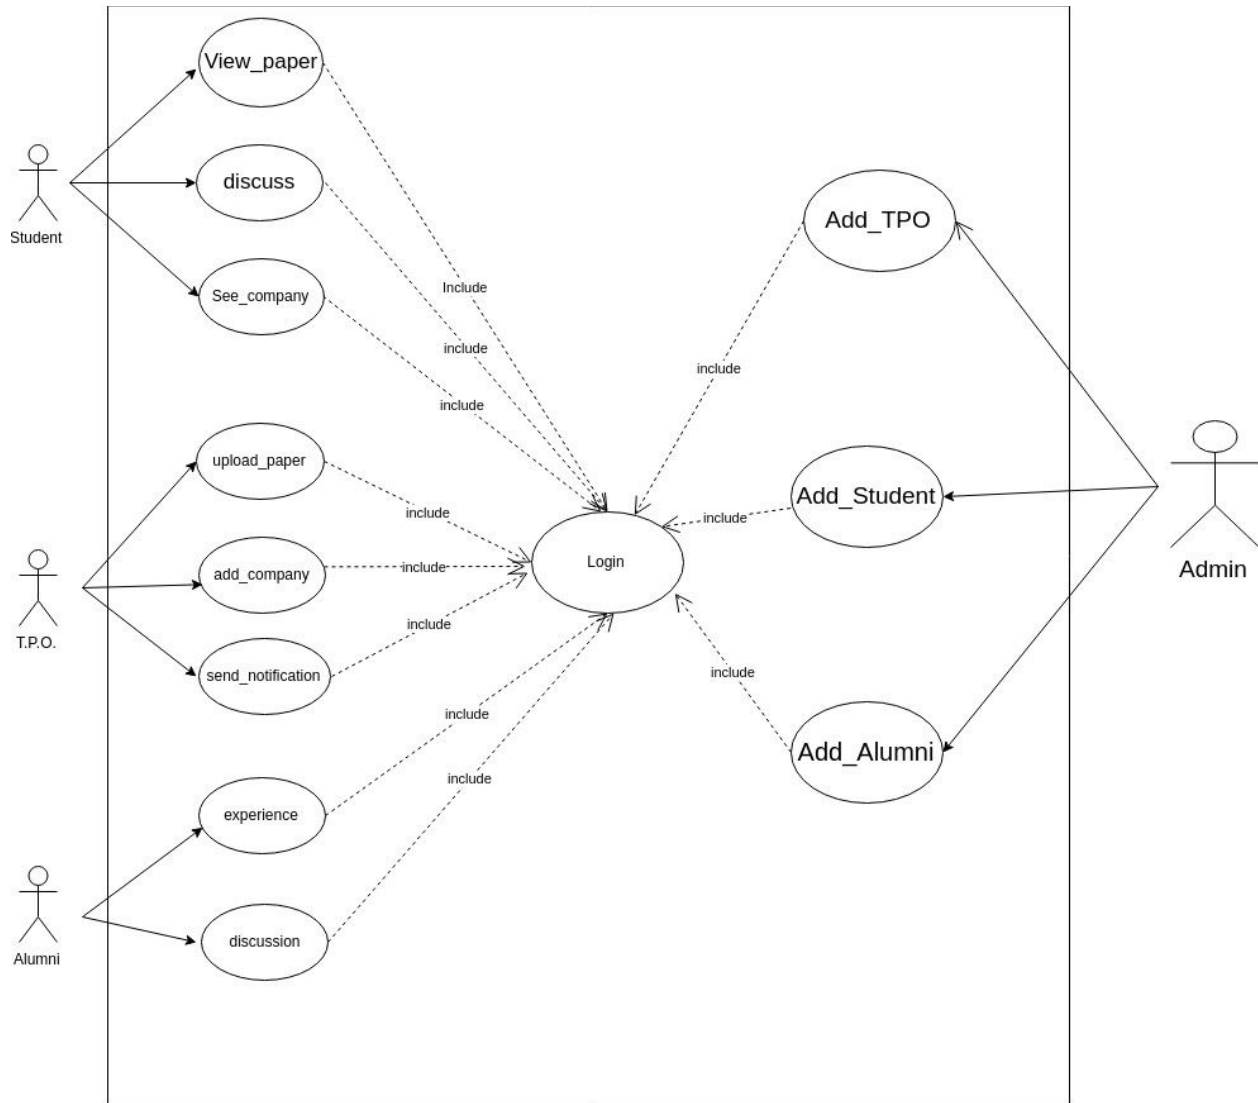 View_paper
discuss
Student
See_company
Include
include
include
Add_TPO
include
upload_paper
include
Add_Student
include
add_company
include
Login
Admin
T.P.O.
send_notification
include
include
Add_Alumni
include
experience
include
Alumni
discussion